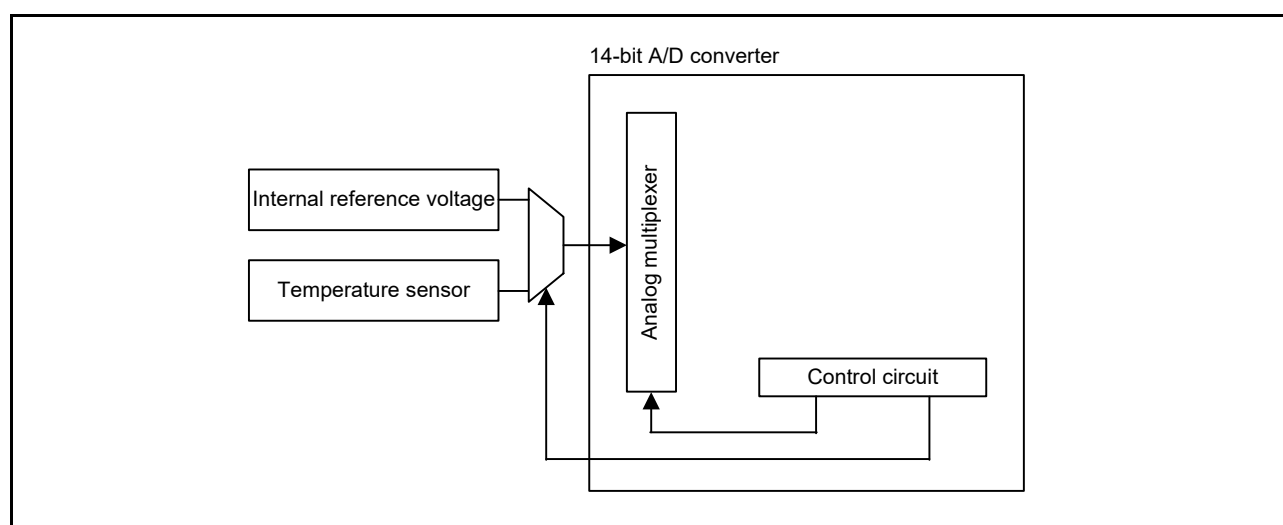 14-bit A/D converter
Internal reference voltage
Temperature sensor
Analog multiplexer
Control circuit